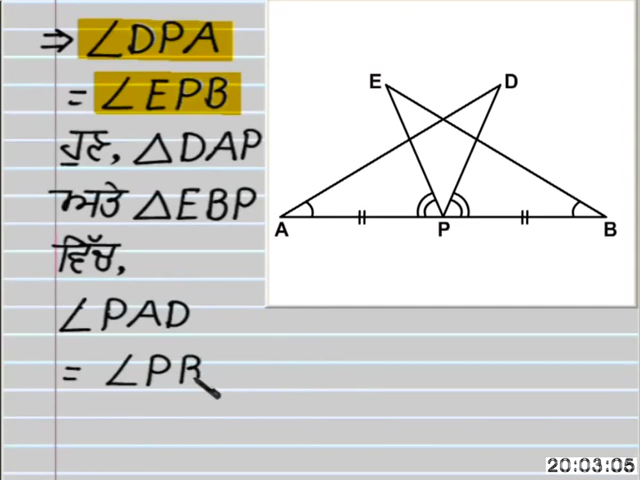 ⇒ ∠DPA
= ∠EPB
ਹੁਣ, △DAP
ਅਤੇ △EBP
ਵਿੱਚ,
∠PAD
= ∠PB
E D
A P B
20:03:05